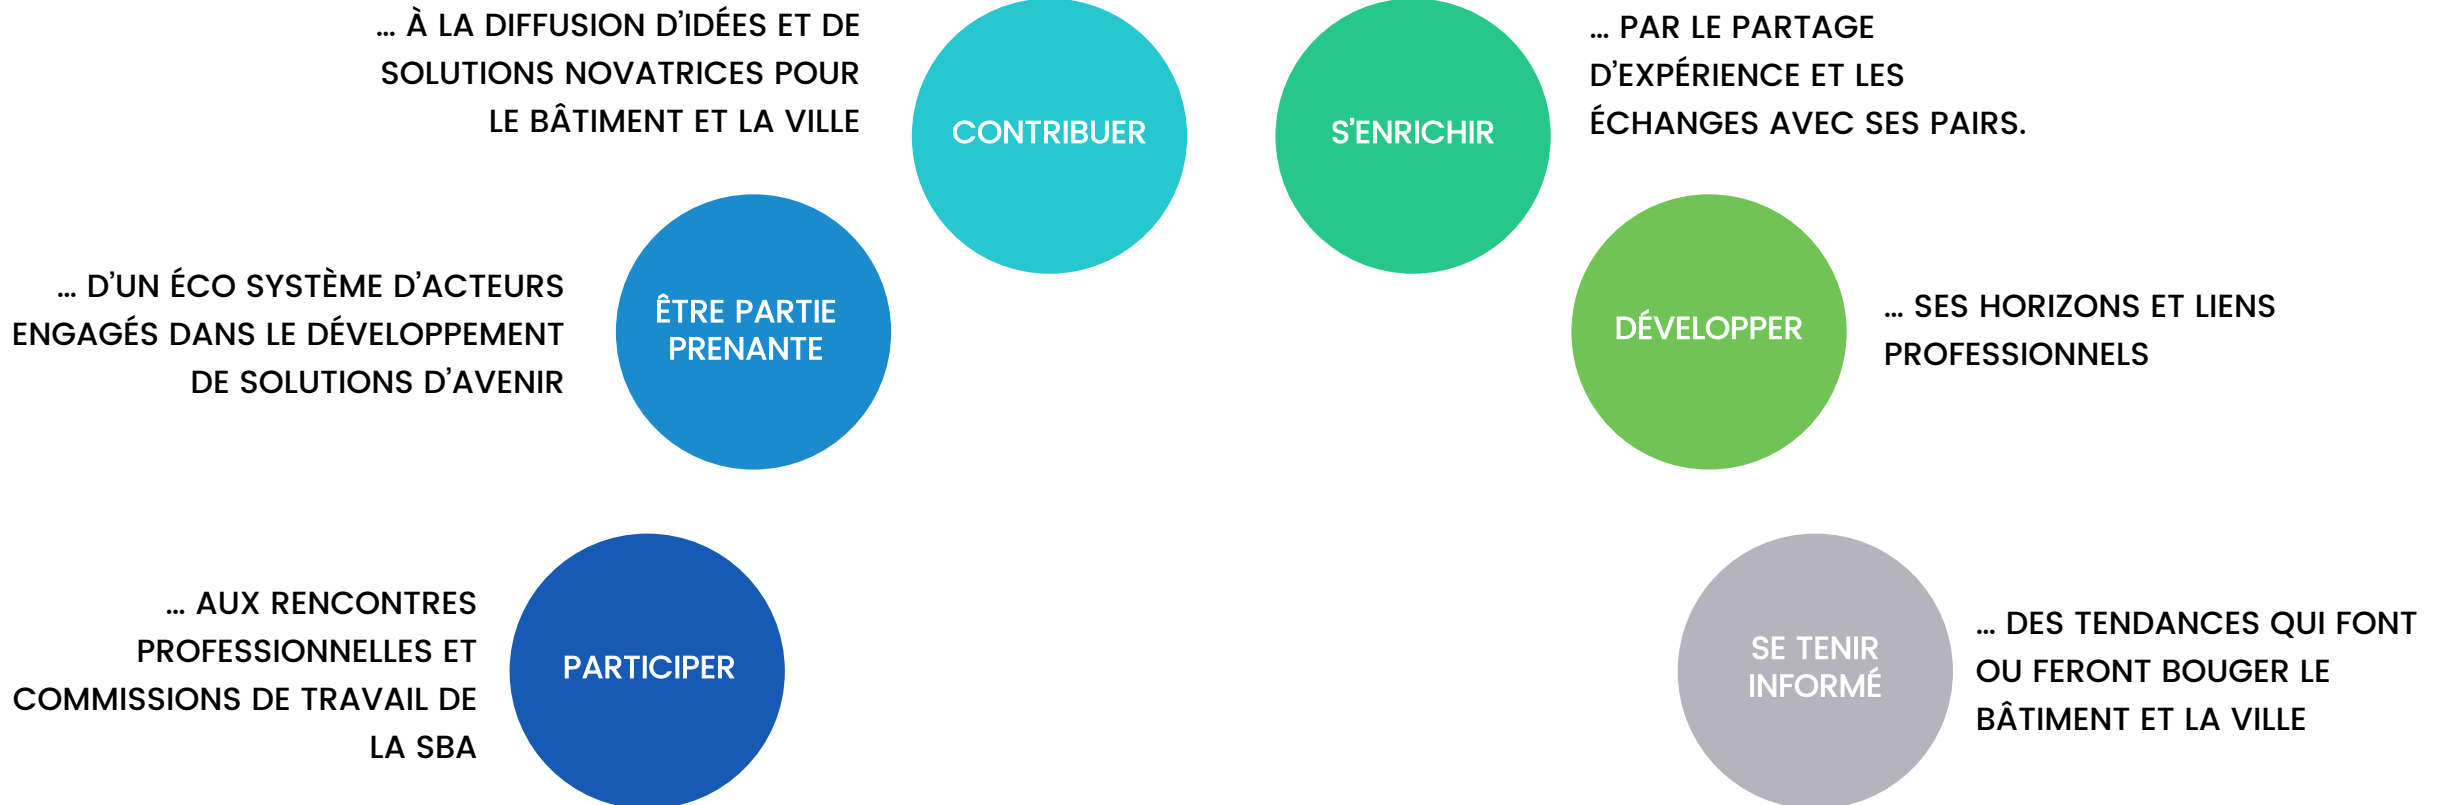 ... À LA DIFFUSION D'IDÉES ET DE
SOLUTIONS NOVATRICES POUR
LE BÂTIMENT ET LA VILLE
CONTRIBUER
S'ENRICHIR
... PAR LE PARTAGE
D'EXPÉRIENCE ET LES
ÉCHANGES AVEC SES PAIRS.
... D'UN ÉCO SYSTÈME D'ACTEURS
ENGAGÉS DANS LE DÉVELOPPEMENT
DE SOLUTIONS D'AVENIR
ÊTRE PARTIE
PRENANTE
DÉVELOPPER
... SES HORIZONS ET LIENS
PROFESSIONNELS
... AUX RENCONTRES
PROFESSIONNELLES ET
COMMISSIONS DE TRAVAIL DE
LA SBA
PARTICIPER
SE TENIR
INFORMÉ
... DES TENDANCES QUI FONT
OU FERONT BOUGER LE
BÂTIMENT ET LA VILLE